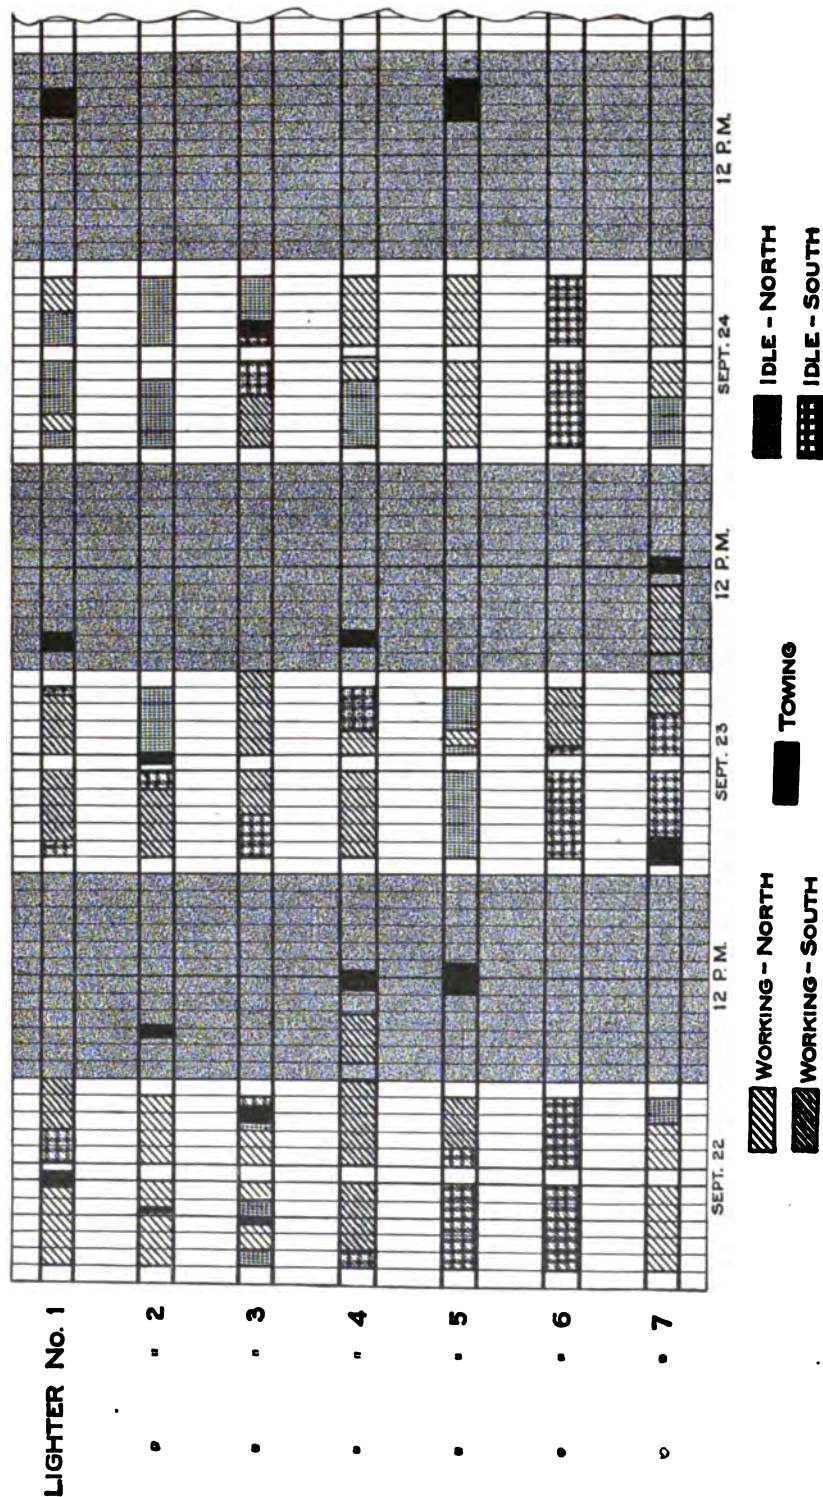 LIGHTER No. 1
" " 2
" " 3
" " 4
" " 5
" " 6
" " 7
SEPT. 22
12 P.M.
SEPT. 23
12 P.M.
SEPT. 24
12 P.M.
WORKING - NORTH
WORKING - SOUTH
TOWING
IDLE - NORTH
IDLE - SOUTH